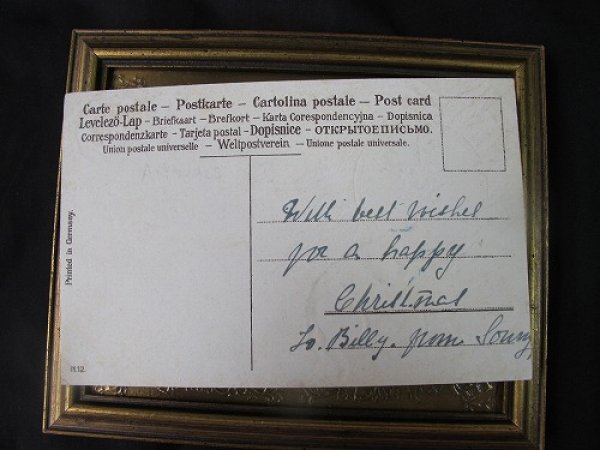 Carte postale – Postkarte – Cartolina postale – Post card
Levelező-Lap – Briefkaart – Brefkort – Karta Correspondencyjna – Dopisnica
Correspondenzkarte – Tarjeta postal – Dopisnice – ОТКРЫТОЕПИСЬМО.
Union postale universelle – Weltpostverein – Unione postale universale.
With best wishes
for a happy
Christmas
To. Billy. from Sonny
Printed in Germany.